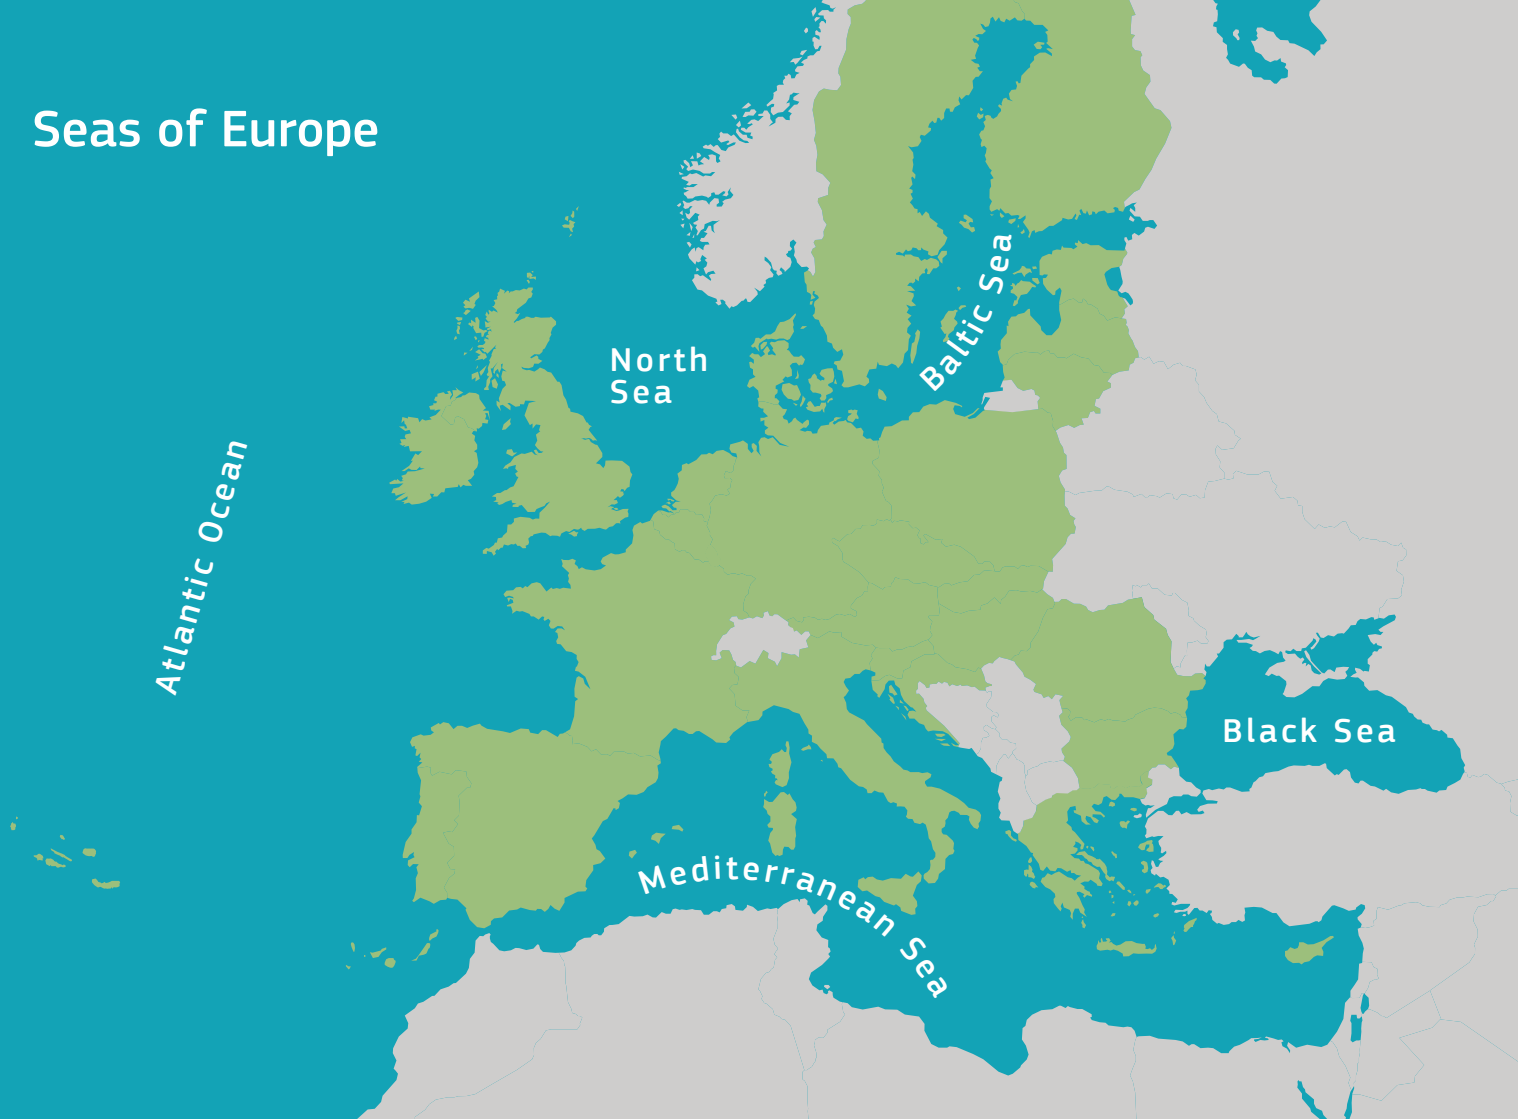 Seas of Europe
North
Sea
Baltic Sea
Atlantic Ocean
Black Sea
Mediterranean Sea